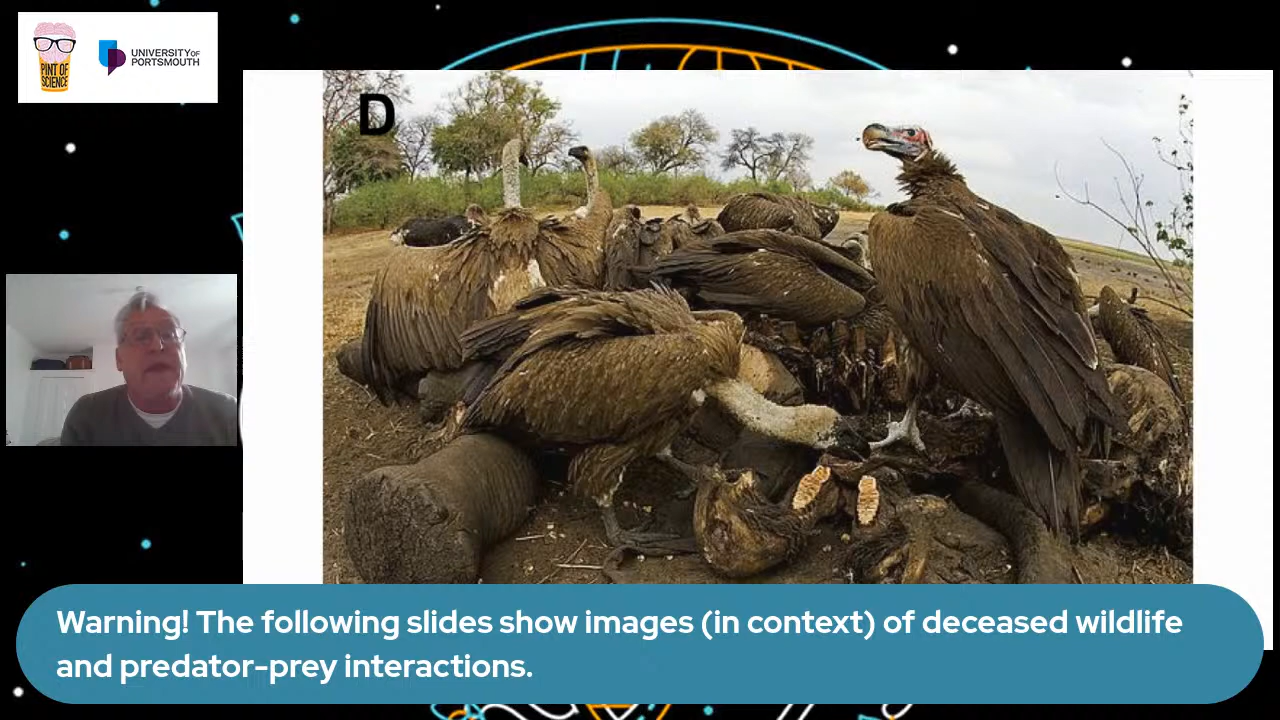 PINT OF
SCIENCE
UNIVERSITY OF
PORTSMOUTH
D
Warning! The following slides show images (in context) of deceased wildlife
and predator-prey interactions.